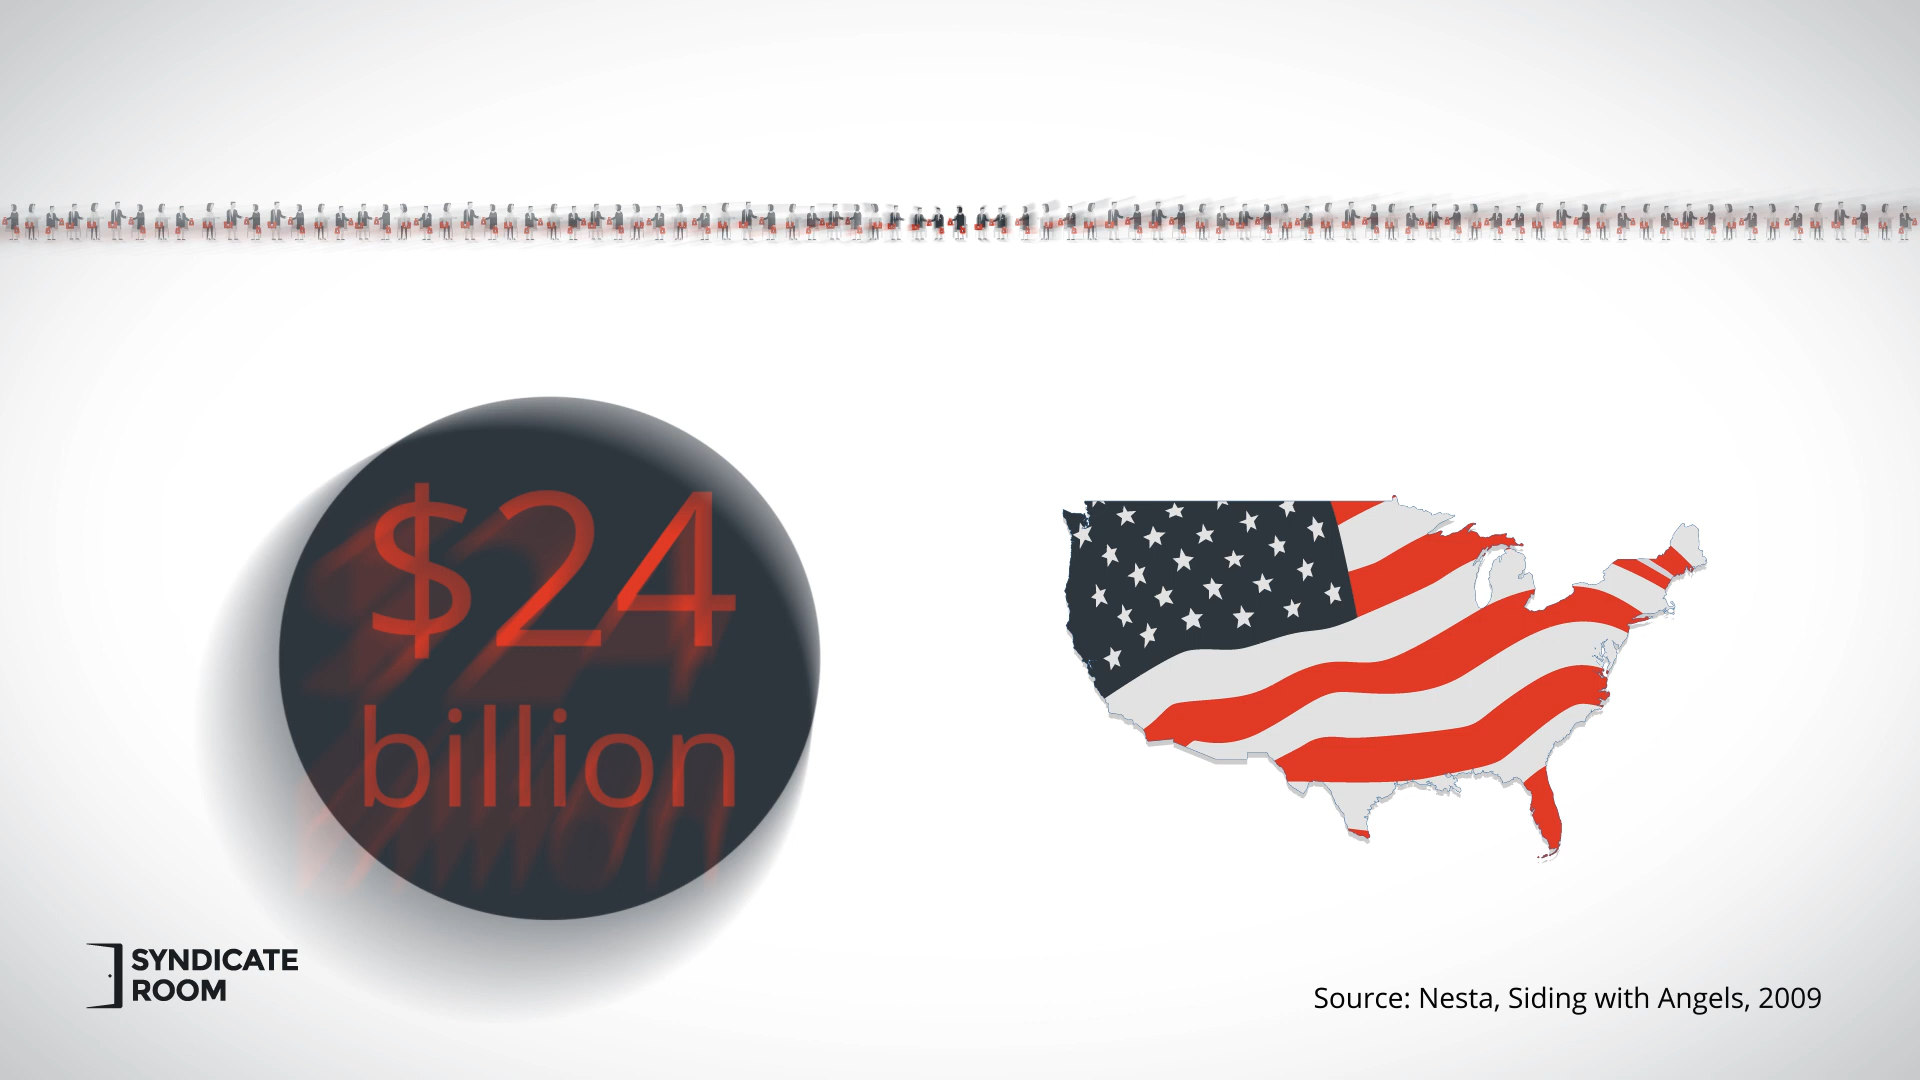 $24
billion
SYNDICATE
ROOM
Source: Nesta, Siding with Angels, 2009